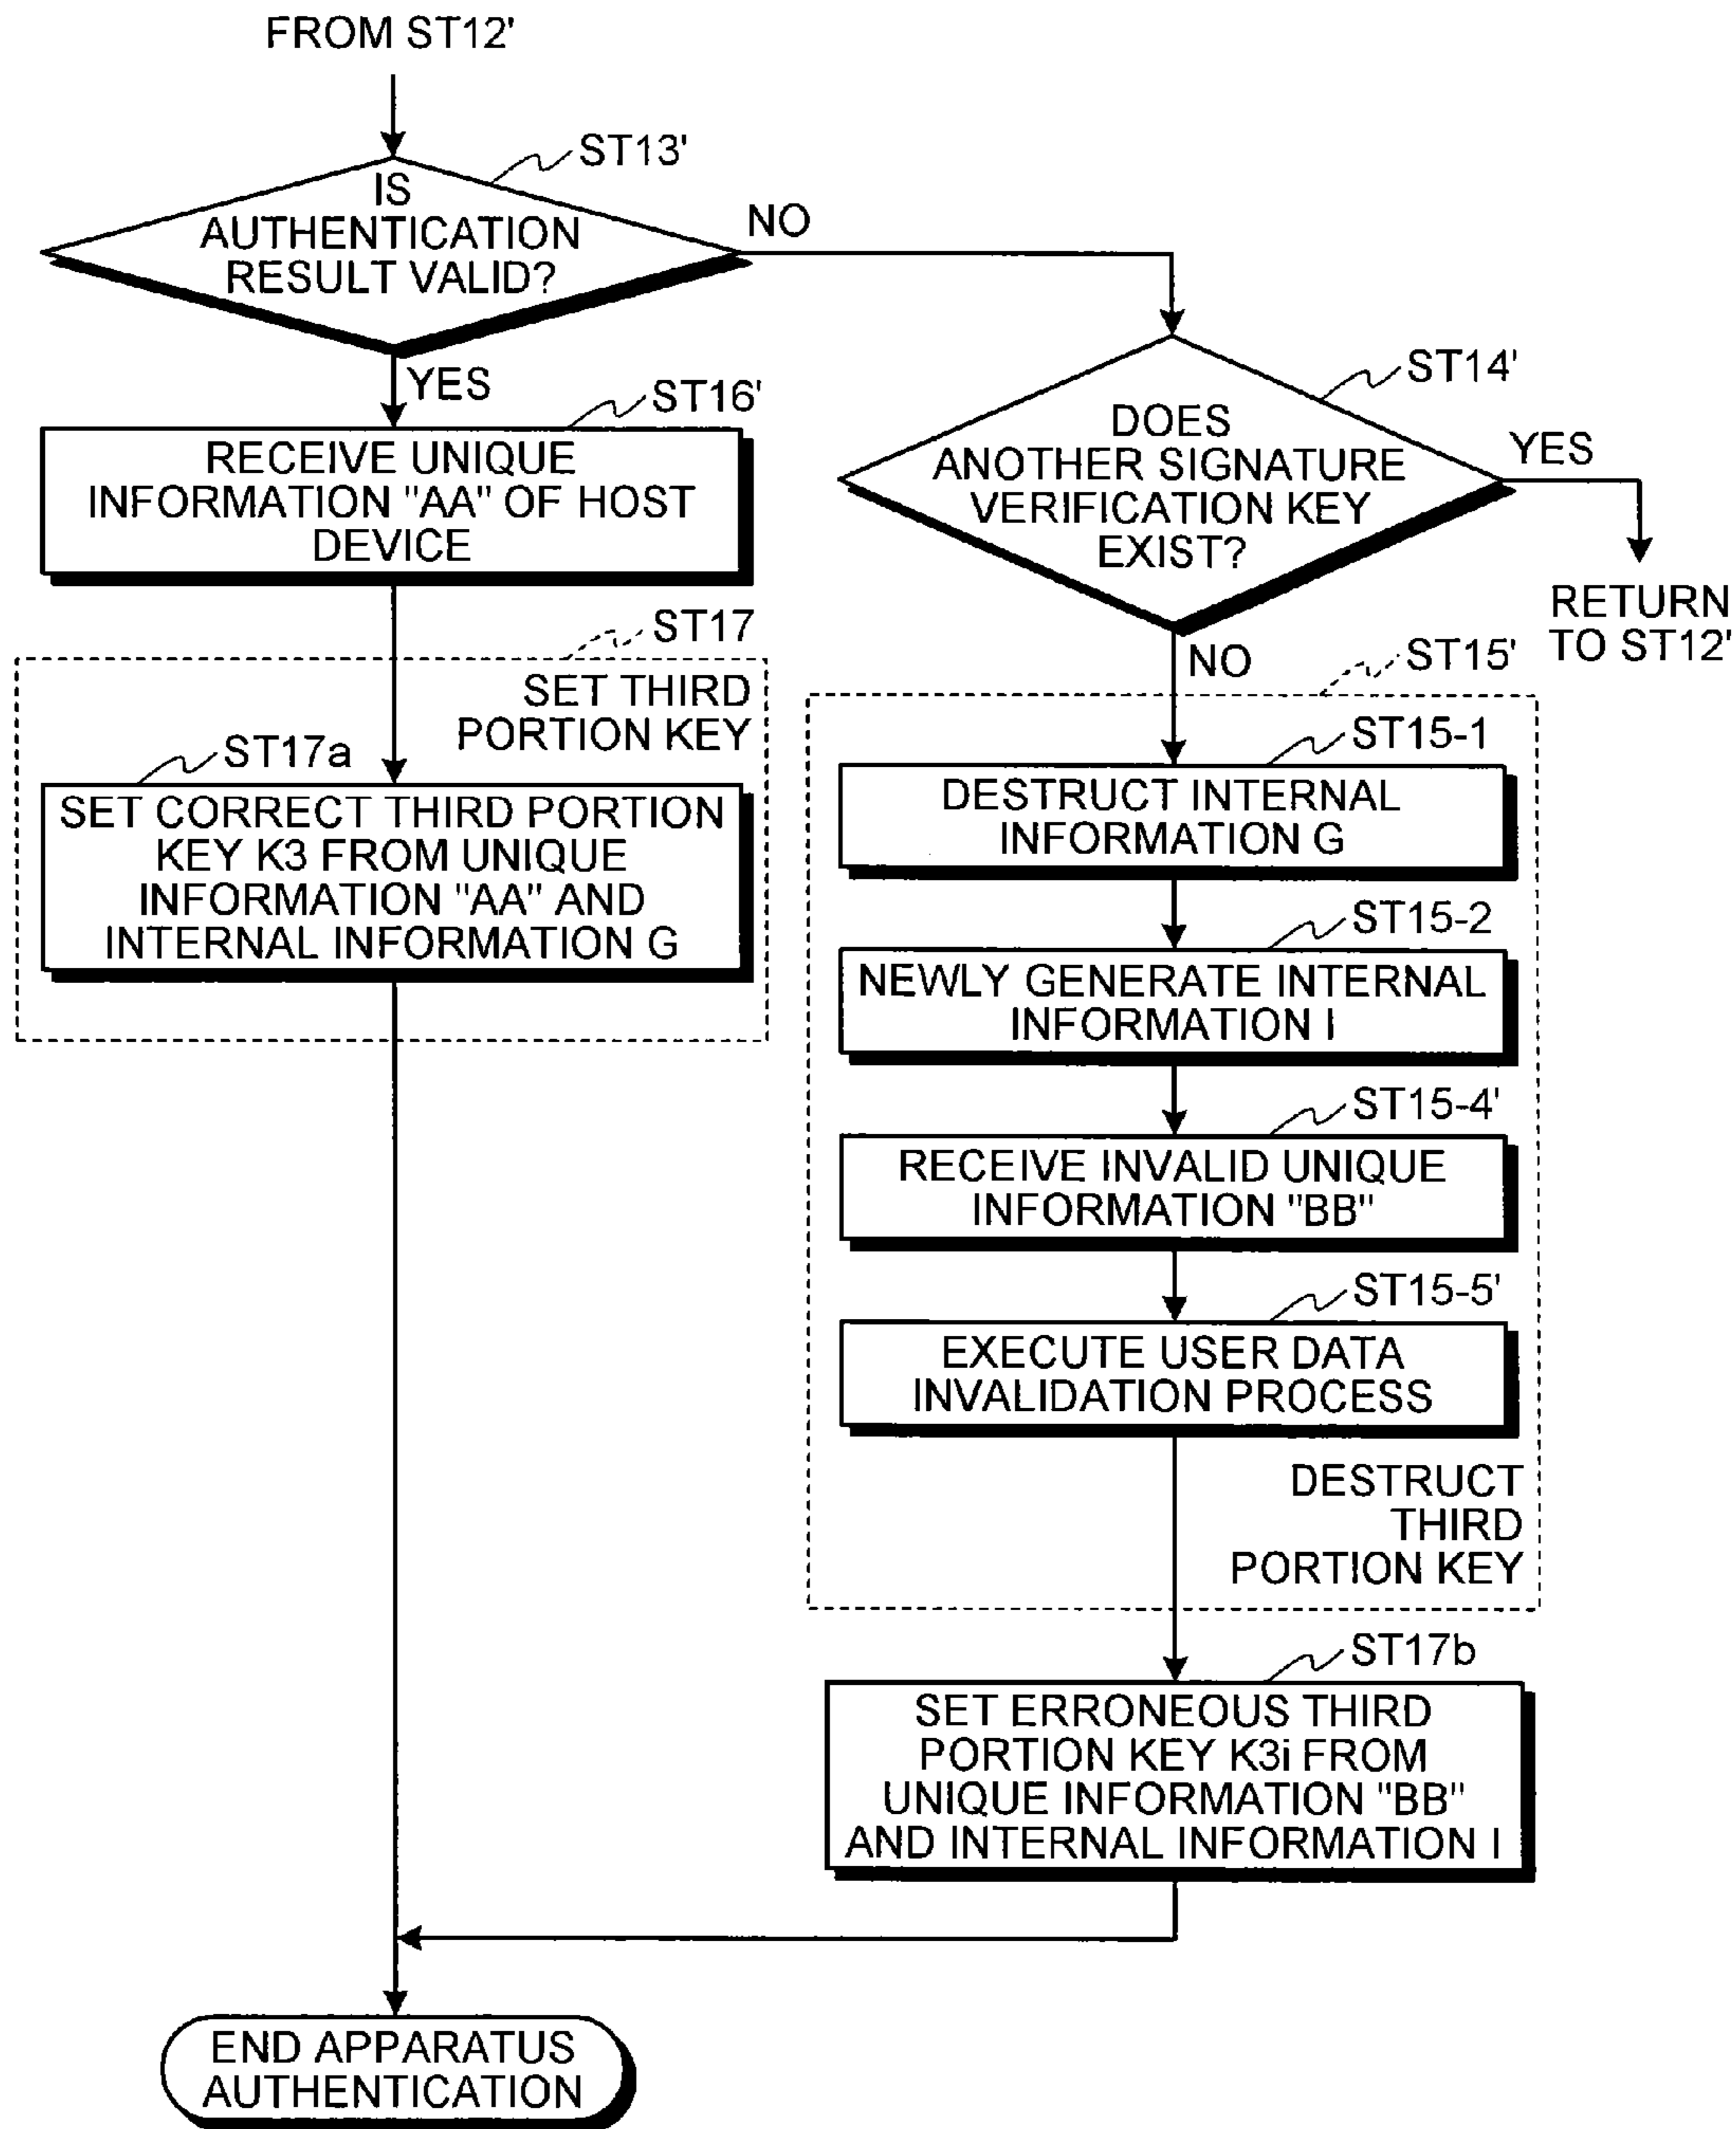 FROM ST12'
ST13'
IS
AUTHENTICATION
RESULT VALID?
NO
YES
ST16'
RECEIVE UNIQUE
INFORMATION "AA" OF HOST
DEVICE
ST17
SET THIRD
PORTION KEY
ST17a
SET CORRECT THIRD PORTION
KEY K3 FROM UNIQUE
INFORMATION "AA" AND
INTERNAL INFORMATION G
ST14'
DOES
ANOTHER SIGNATURE
VERIFICATION KEY
EXIST?
YES
RETURN
TO ST12'
NO
ST15'
ST15-1
DESTRUCT INTERNAL
INFORMATION G
ST15-2
NEWLY GENERATE INTERNAL
INFORMATION I
ST15-4'
RECEIVE INVALID UNIQUE
INFORMATION "BB"
ST15-5'
EXECUTE USER DATA
INVALIDATION PROCESS
DESTRUCT
THIRD
PORTION KEY
ST17b
SET ERRONEOUS THIRD
PORTION KEY K3i FROM
UNIQUE INFORMATION "BB"
AND INTERNAL INFORMATION I
END APPARATUS
AUTHENTICATION